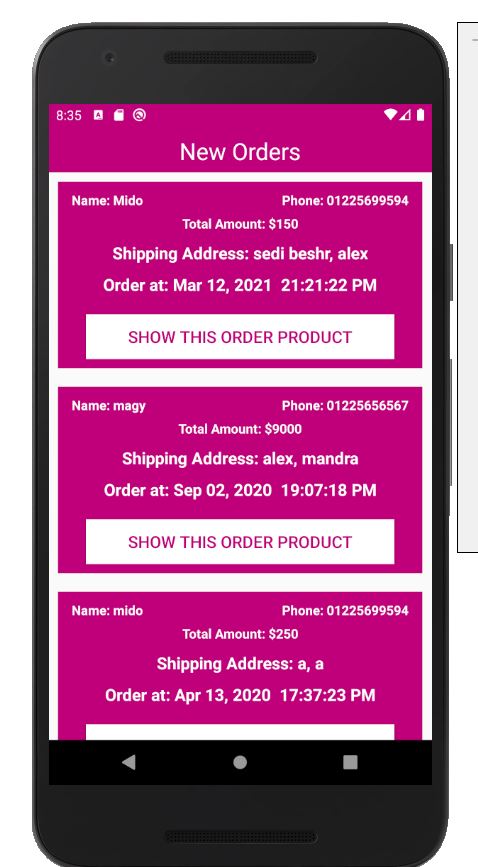 8:35
New Orders
Name: Mido Phone: 01225699594
Total Amount: $150
Shipping Address: sedi beshr, alex
Order at: Mar 12, 2021 21:21:22 PM
SHOW THIS ORDER PRODUCT
Name: magy Phone: 01225656567
Total Amount: $9000
Shipping Address: alex, mandra
Order at: Sep 02, 2020 19:07:18 PM
SHOW THIS ORDER PRODUCT
Name: mido Phone: 01225699594
Total Amount: $250
Shipping Address: a, a
Order at: Apr 13, 2020 17:37:23 PM